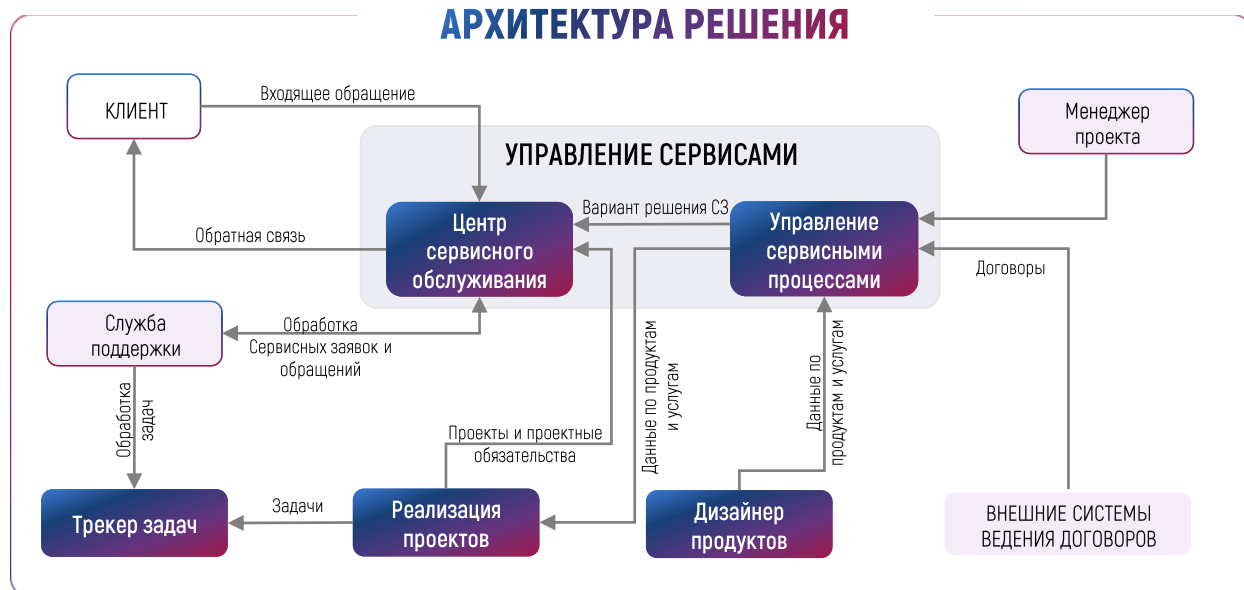 АРХИТЕКТУРА РЕШЕНИЯ
КЛИЕНТ
Входящее обращение
Менеджер
проекта
УПРАВЛЕНИЕ СЕРВИСАМИ
Центр
сервисного
обслуживания
Вариант решения СЗ
Управление
сервисными
процессами
Обратная связь
Договоры
Служба
поддержки
Обработка
Сервисных заявок и
обращений
Обработка
задач
Данные по продуктам
и услугам
Данные по
продуктам и услугам
Проекты и проектные
обязательства
Трекер задач
Задачи
Реализация
проектов
Дизайнер
продуктов
ВНЕШНИЕ СИСТЕМЫ
ВЕДЕНИЯ ДОГОВОРОВ